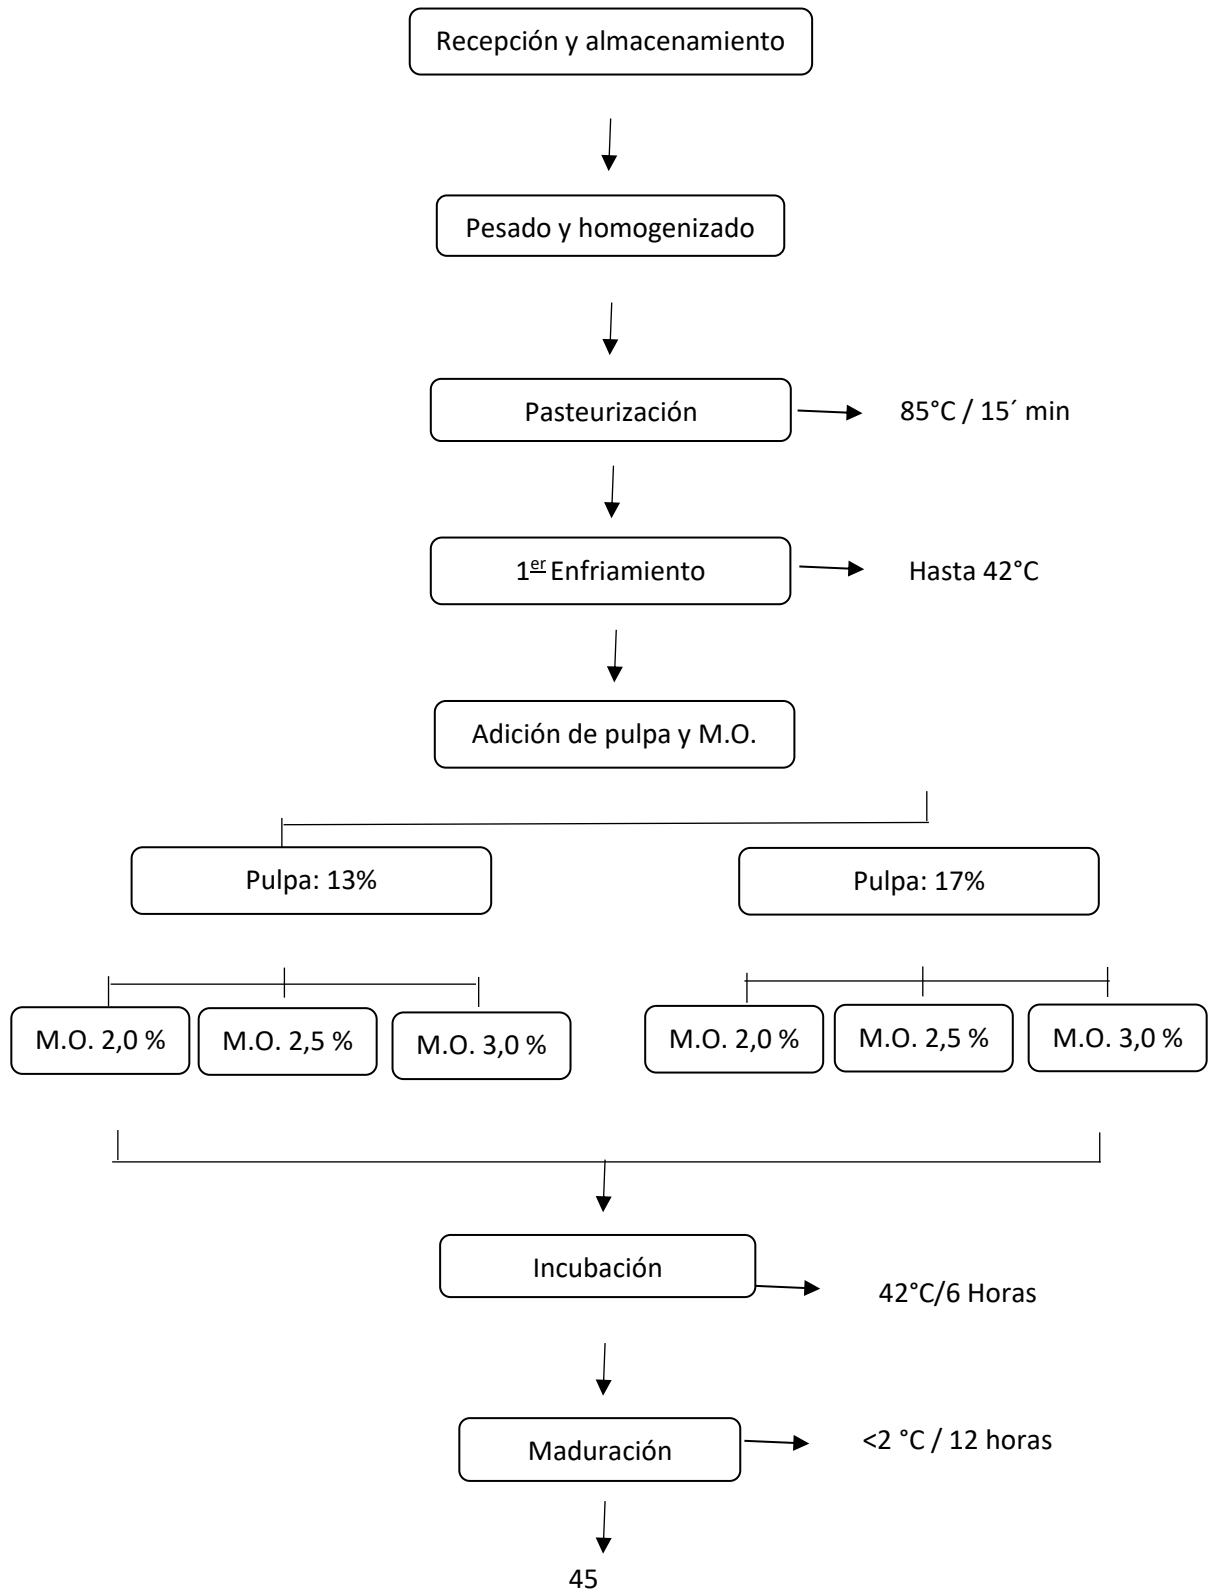 Recepción y almacenamiento
Pesado y homogenizado
Pasteurización
85°C / 15´ min
1er Enfriamiento
Hasta 42°C
Adición de pulpa y M.O.
Pulpa: 13%
Pulpa: 17%
M.O. 2,0 %
M.O. 2,5 %
M.O. 3,0 %
M.O. 2,0 %
M.O. 2,5 %
M.O. 3,0 %
Incubación
42°C/6 Horas
Maduración
<2 °C / 12 horas
45